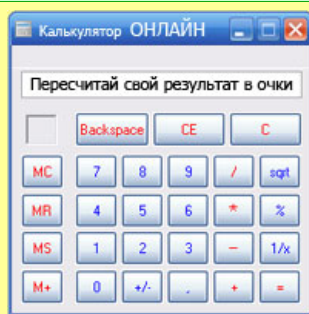 Калькулятор ОНЛАЙН
Пересчитай свой результат в очки
Backspace CE C
MC 7 8 9 / sqrt
MR 4 5 6 * %
MS 1 2 3 - 1/x
M+ 0 +/- , + =